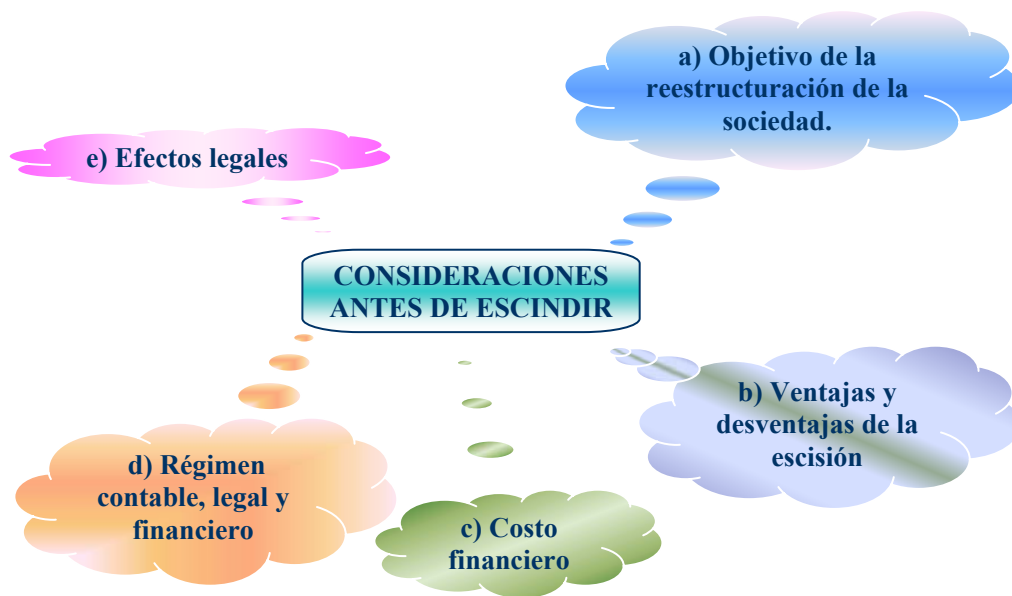 a) Objetivo de la
reestructuración de la
sociedad.
e) Efectos legales
CONSIDERACIONES
ANTES DE ESCINDIR
b) Ventajas y
desventajas de la
escisión
d) Régimen
contable, legal y
financiero
c) Costo
financiero